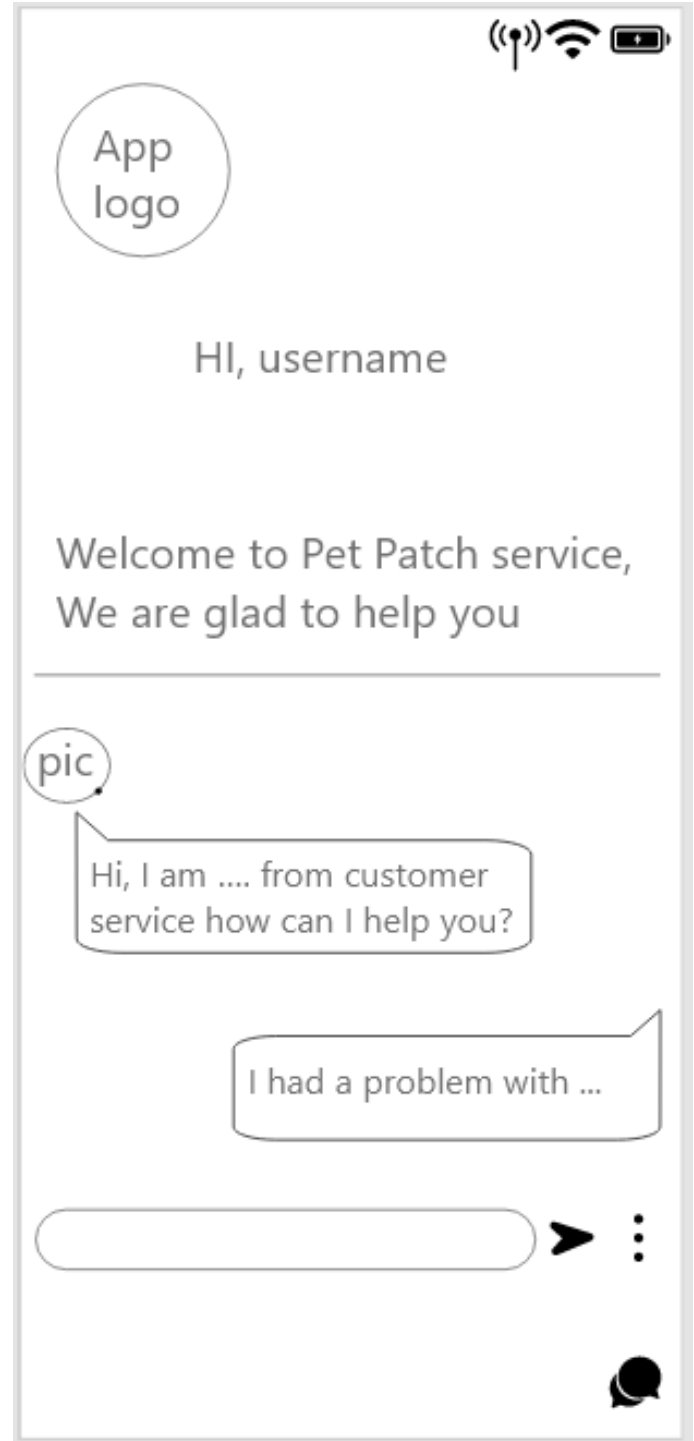 App
logo
HI, username
Welcome to Pet Patch service,
We are glad to help you
pic
Hi, I am .... from customer
service how can I help you?
I had a problem with ...